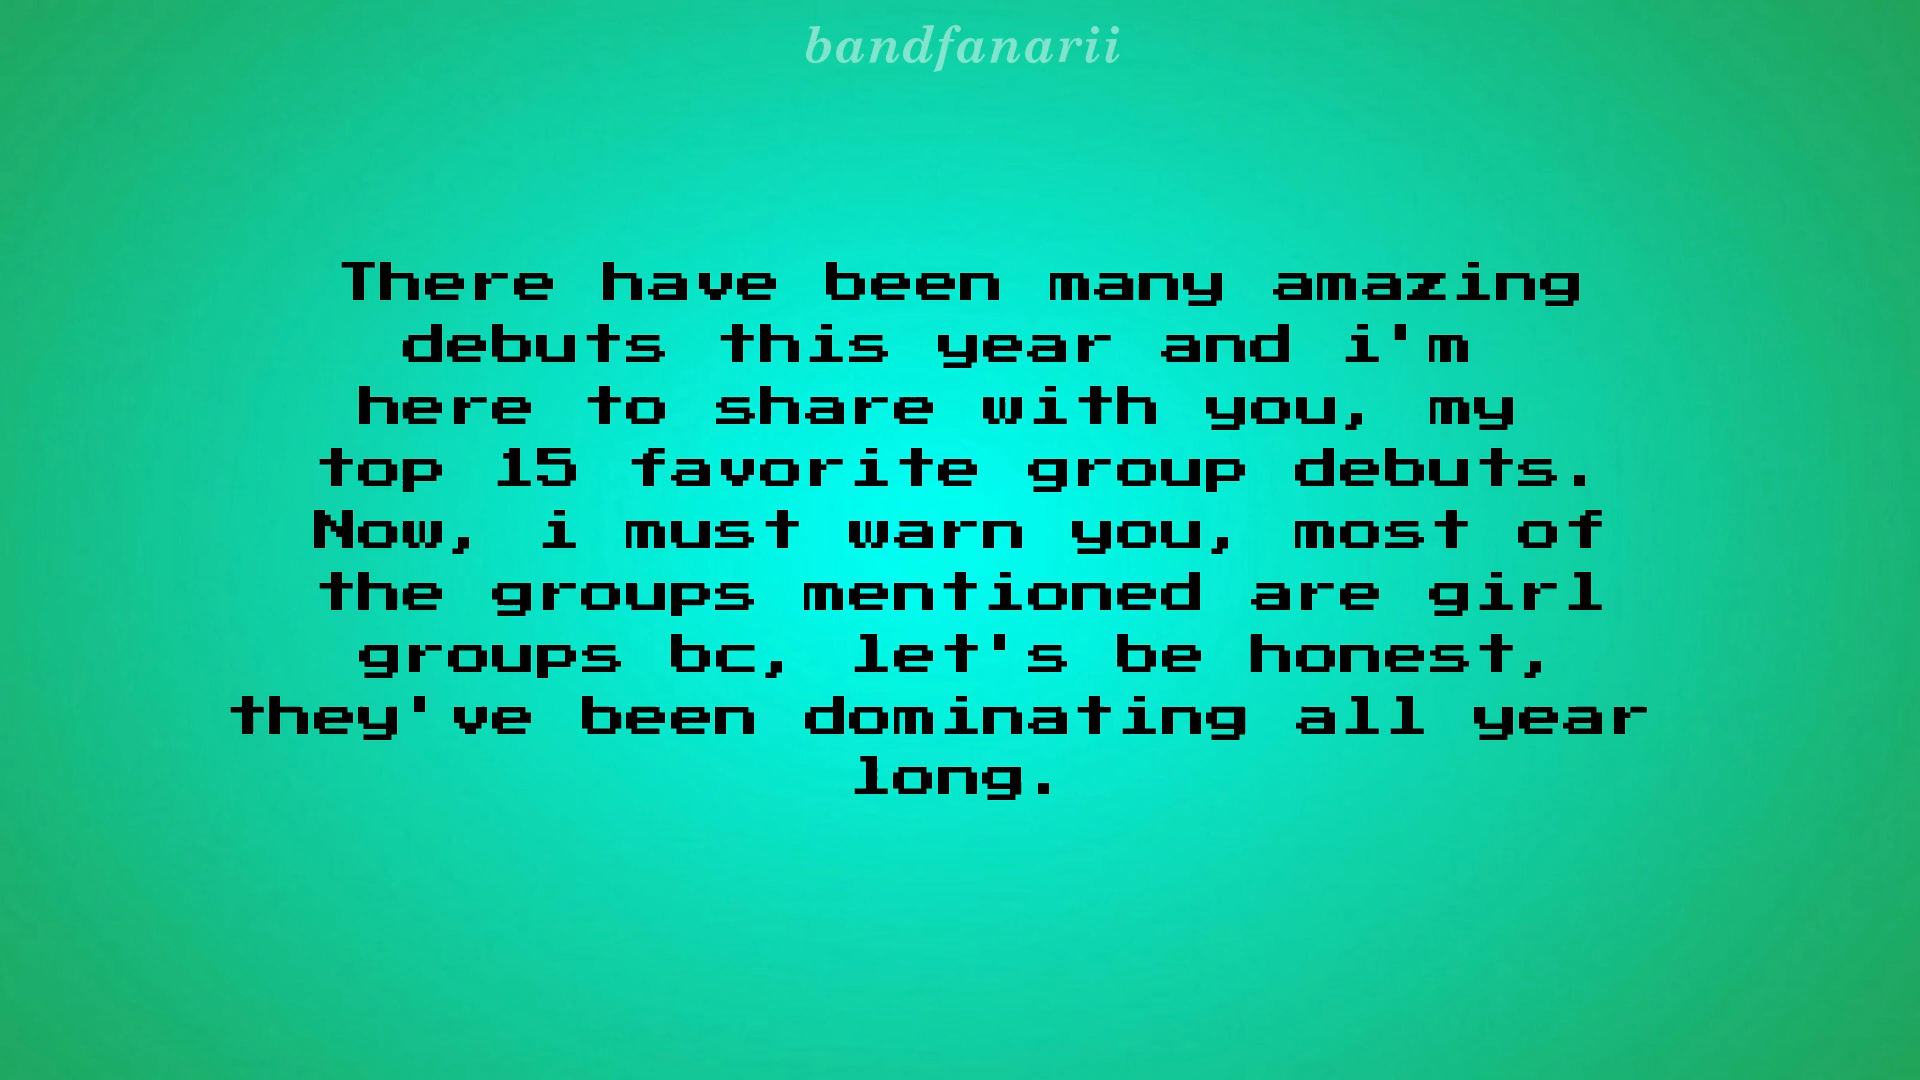 bandfanarii
There have been many amazing
debuts this year and i'm
here to share with you, my
top 15 favorite group debuts.
Now, i must warn you, most of
the groups mentioned are girl
groups bc, let's be honest,
they've been dominating all year
long.